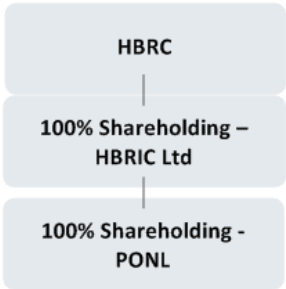 HBRC
100% Shareholding –
HBRIC Ltd
100% Shareholding -
PONL